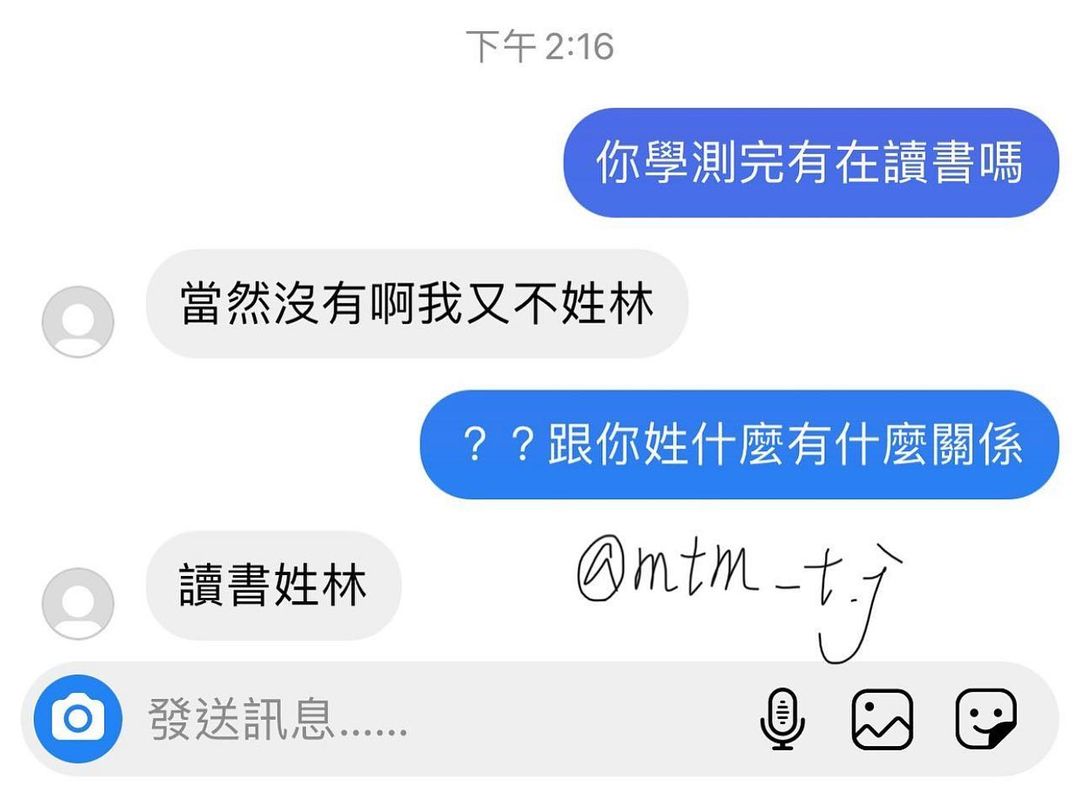 下午2:16
你學測完有在讀書嗎
當然沒有啊我又不姓林
？？跟你姓什麼有什麼關係
讀書姓林
@mtm_t.j
發送訊息......